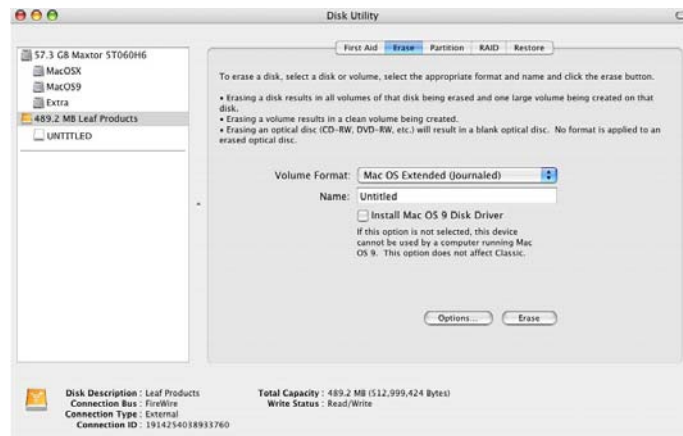 Disk Utility
57.3 GB Maxtor 5T060H6
MacOSX
MacOS9
Extra
489.2 MB Leaf Products
UNTITLED
First Aid Erase Partition RAID Restore
To erase a disk, select a disk or volume, select the appropriate format and name and click the erase button.
• Erasing a disk results in all volumes of that disk being erased and one large volume being created on that
disk.
• Erasing a volume results in a clean volume being created.
• Erasing an optical disc (CD-RW, DVD-RW, etc.) will result in a blank optical disc. No format is applied to an
erased optical disc.
Volume Format: Mac OS Extended (Journaled)
Name: Untitled
Install Mac OS 9 Disk Driver
If this option is not selected, this device
cannot be used by a computer running Mac
OS 9. This option does not affect Classic.
Options... Erase
Disk Description : Leaf Products Total Capacity : 489.2 MB (512,999,424 Bytes)
Connection Bus : FireWire Write Status : Read/Write
Connection Type : External
Connection ID : 1914254038933760